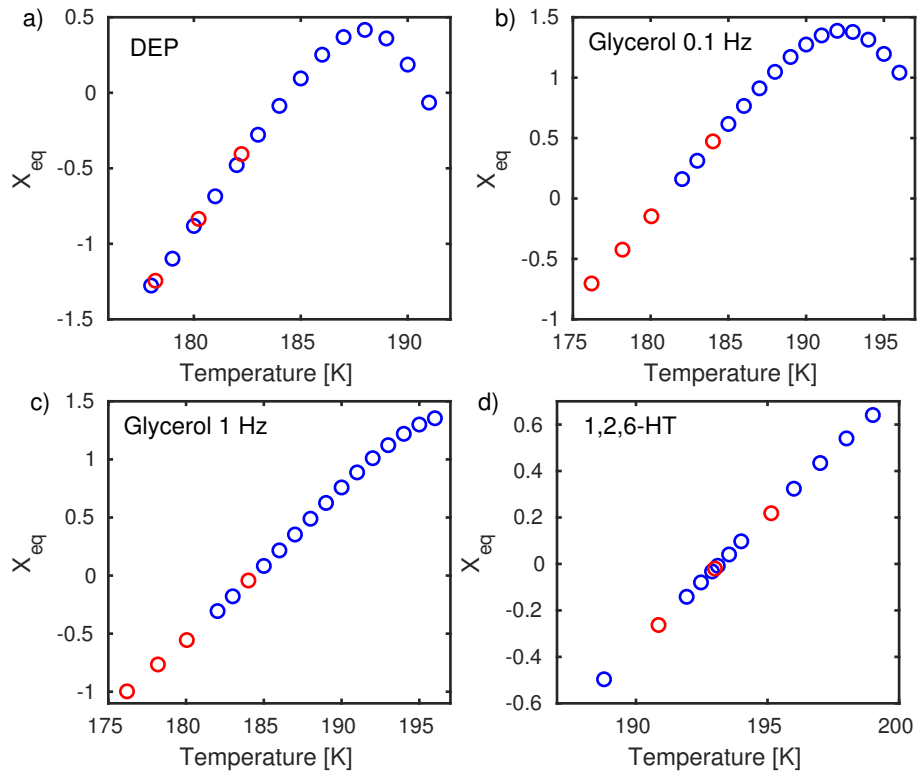 a)
DEP
0.5
0
-0.5
-1
-1.5
X_eq
180
185
190
Temperature [K]
b)
Glycerol 0.1 Hz
1.5
1
0.5
0
-0.5
-1
X_eq
175
180
185
190
195
Temperature [K]
c)
Glycerol 1 Hz
1.5
1
0.5
0
-0.5
-1
X_eq
175
180
185
190
195
Temperature [K]
d)
1,2,6-HT
0.6
0.4
0.2
0
-0.2
-0.4
-0.6
X_eq
190
195
200
Temperature [K]